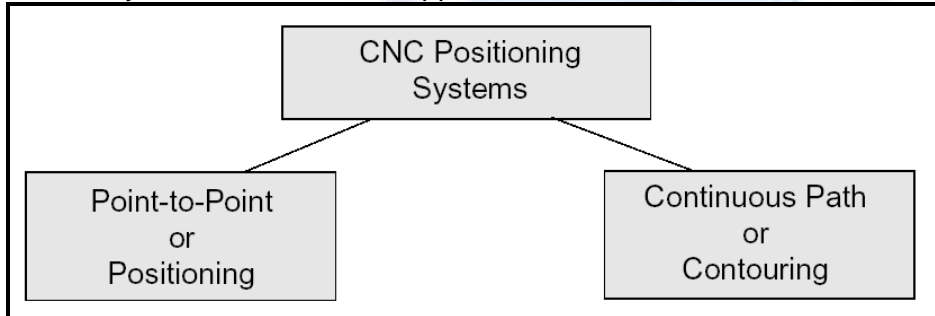 CNC Positioning
Systems
Point-to-Point
or
Positioning
Continuous Path
or
Contouring